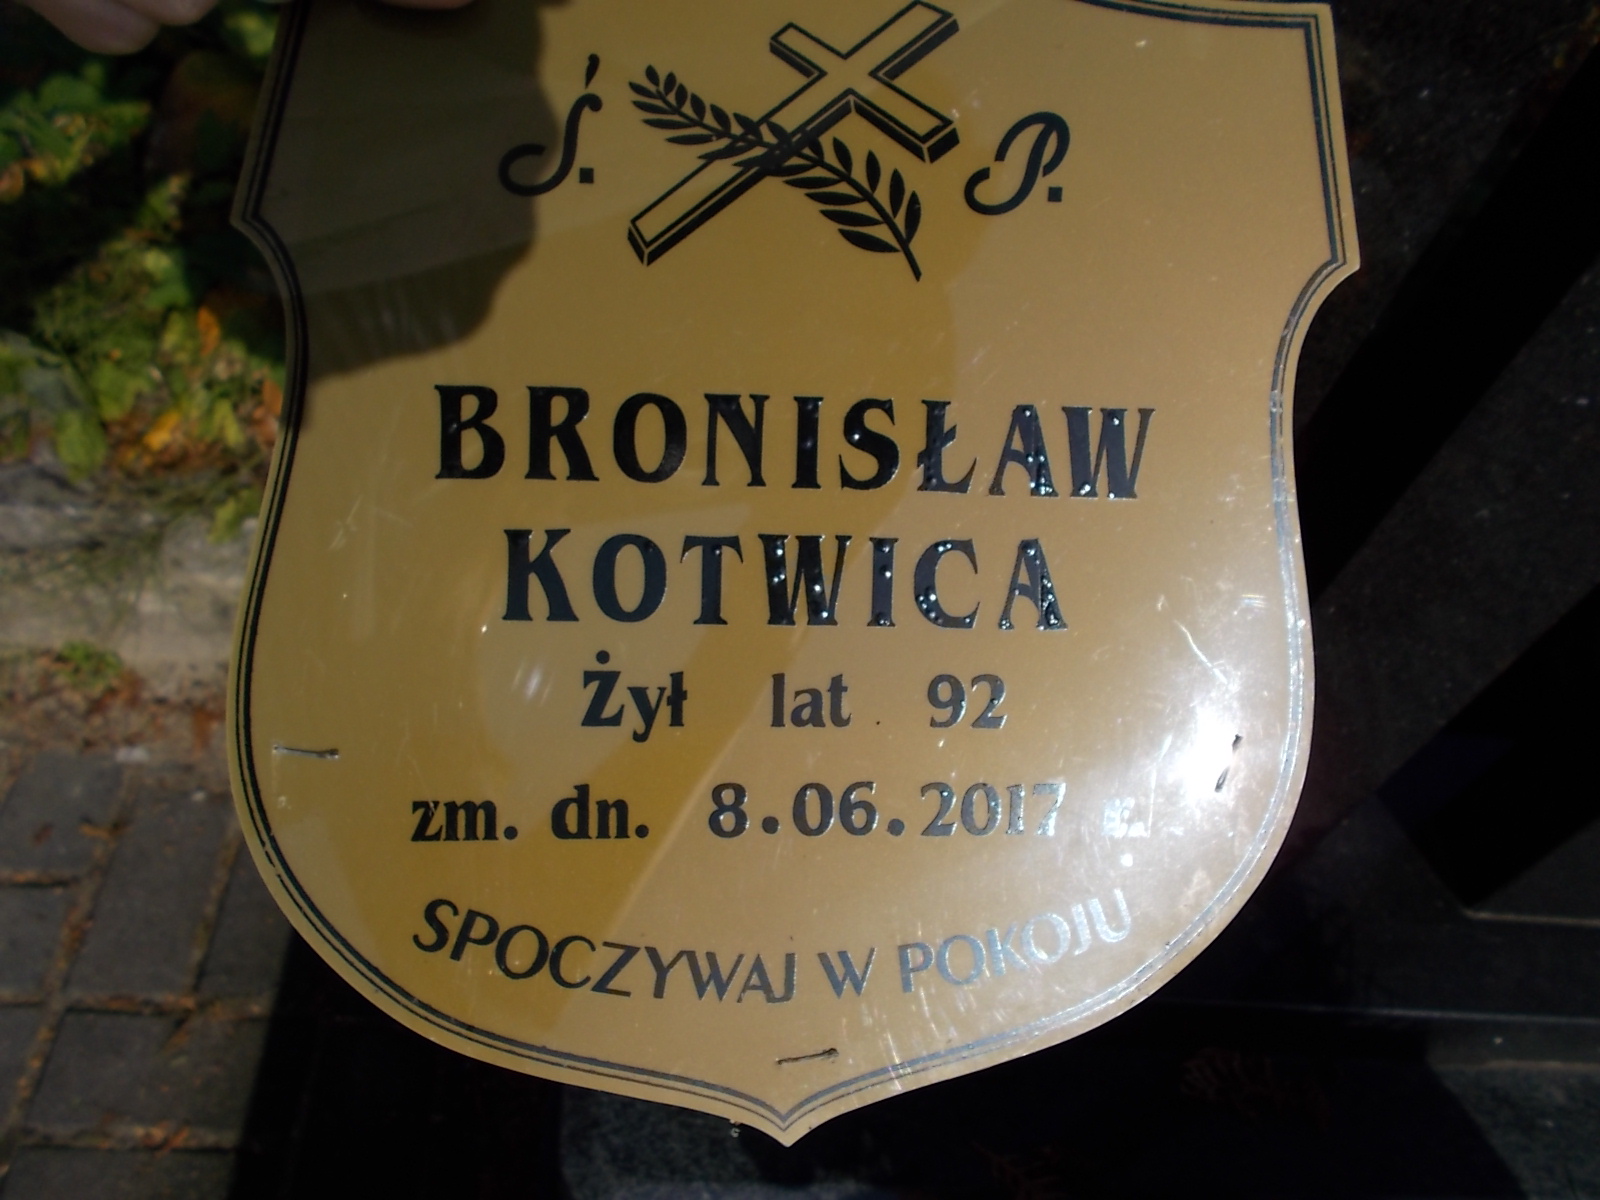 Ś. P.
BRONISŁAW
KOTWICA
Żył lat 92
zm. dn. 8.06.2017 r.
SPOCZYWAJ W POKOJU